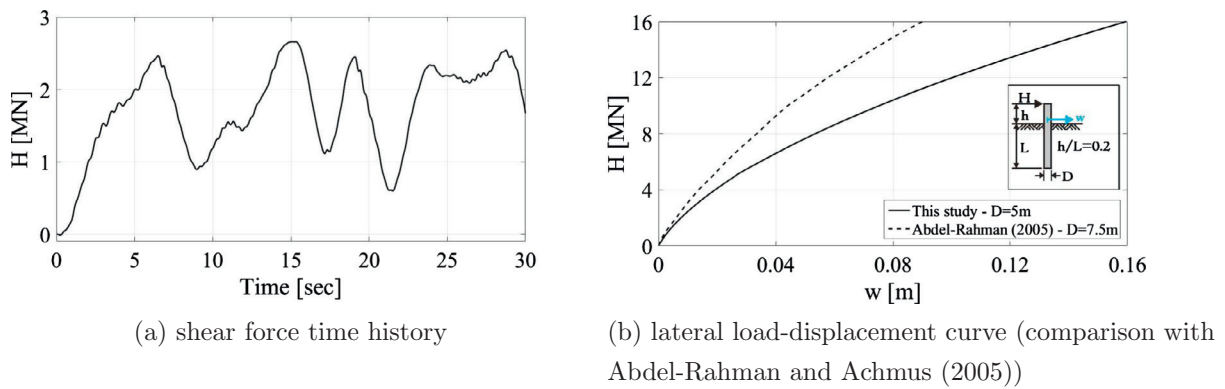 3
2
1
0
H [MN]
0 5 10 15 20 25 30
Time [sec]
(a) shear force time history
16
12
8
4
0
H [MN]
0 0.04 0.08 0.12 0.16
w [m]
H
h
w
L
h/L=0.2
D
This study - D=5m
Abdel-Rahman (2005) - D=7.5m
(b) lateral load-displacement curve (comparison with
Abdel-Rahman and Achmus (2005))